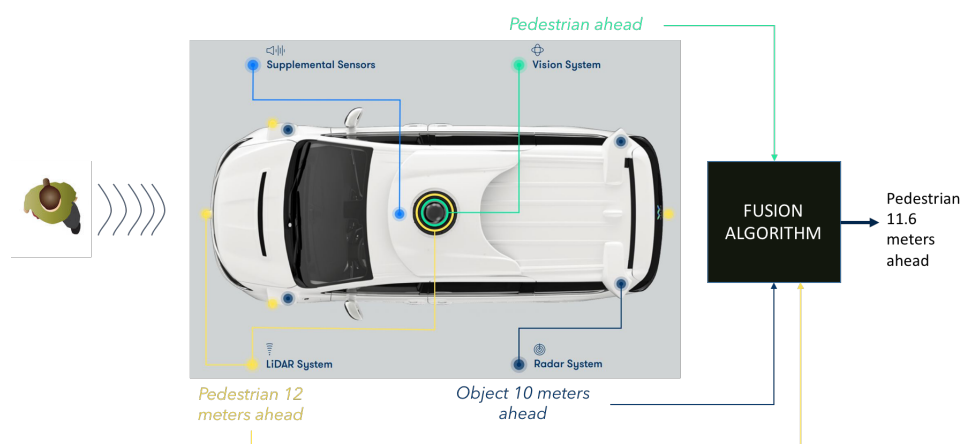 Pedestrian ahead
Supplemental Sensors
Vision System
FUSION
ALGORITHM
Pedestrian
11.6
meters
ahead
LiDAR System
Radar System
Pedestrian 12
meters ahead
Object 10 meters
ahead